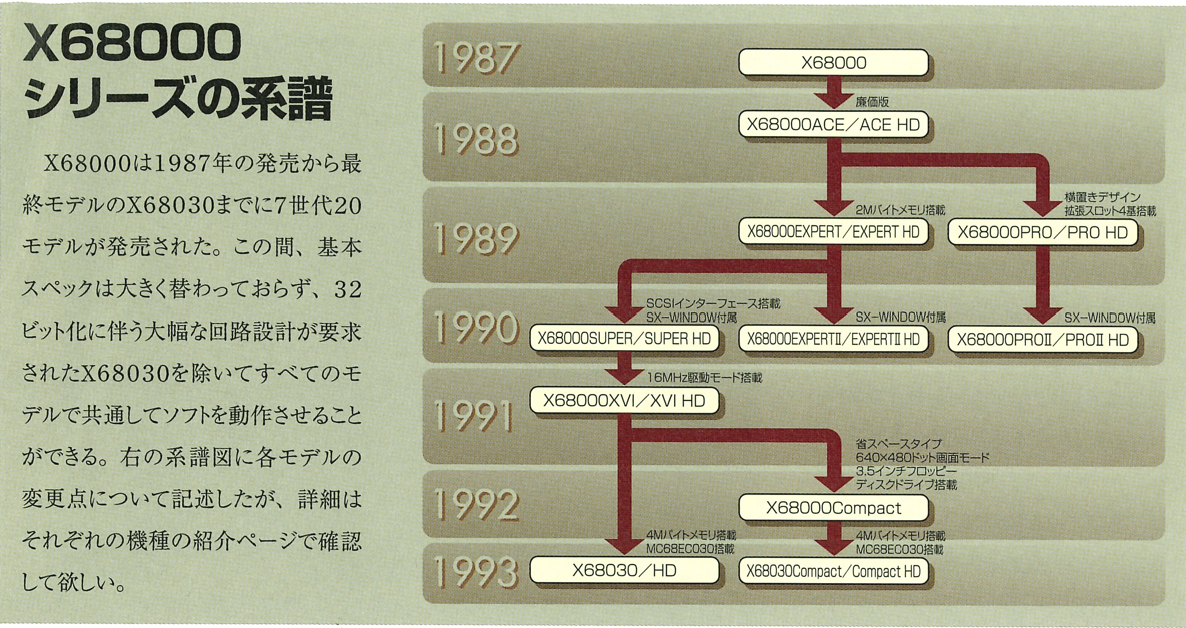 X68000
シリーズの系譜
X68000は1987年の発売から最
終モデルのX68030までに7世代20
モデルが発売された。この間、基本
スペックは大きく替わっておらず、32
ビット化に伴う大幅な回路設計が要求
されたX68030を除いてすべてのモ
デルで共通してソフトを動作させること
ができる。右の系譜図に各モデルの
変更点について記述したが、詳細は
それぞれの機種の紹介ページで確認
して欲しい。
1987
X68000
1988
廉価版
X68000ACE／ACE HD
1989
2Mバイトメモリ搭載
X68000EXPERT／EXPERT HD
横置きデザイン
拡張スロット4基搭載
X68000PRO／PRO HD
1990
SCSIインターフェース搭載
SX-WINDOW付属
X68000SUPER／SUPER HD
SX-WINDOW付属
X68000EXPERTII／EXPERTII HD
SX-WINDOW付属
X68000PROII／PROII HD
1991
16MHz駆動モード搭載
X68000XVI／XVI HD
1992
省スペースタイプ
640×480ドット画面モード
3.5インチフロッピー
ディスクドライブ搭載
X68000Compact
1993
4Mバイトメモリ搭載
MC68EC030搭載
X68030／HD
4Mバイトメモリ搭載
MC68EC030搭載
X68030Compact／Compact HD